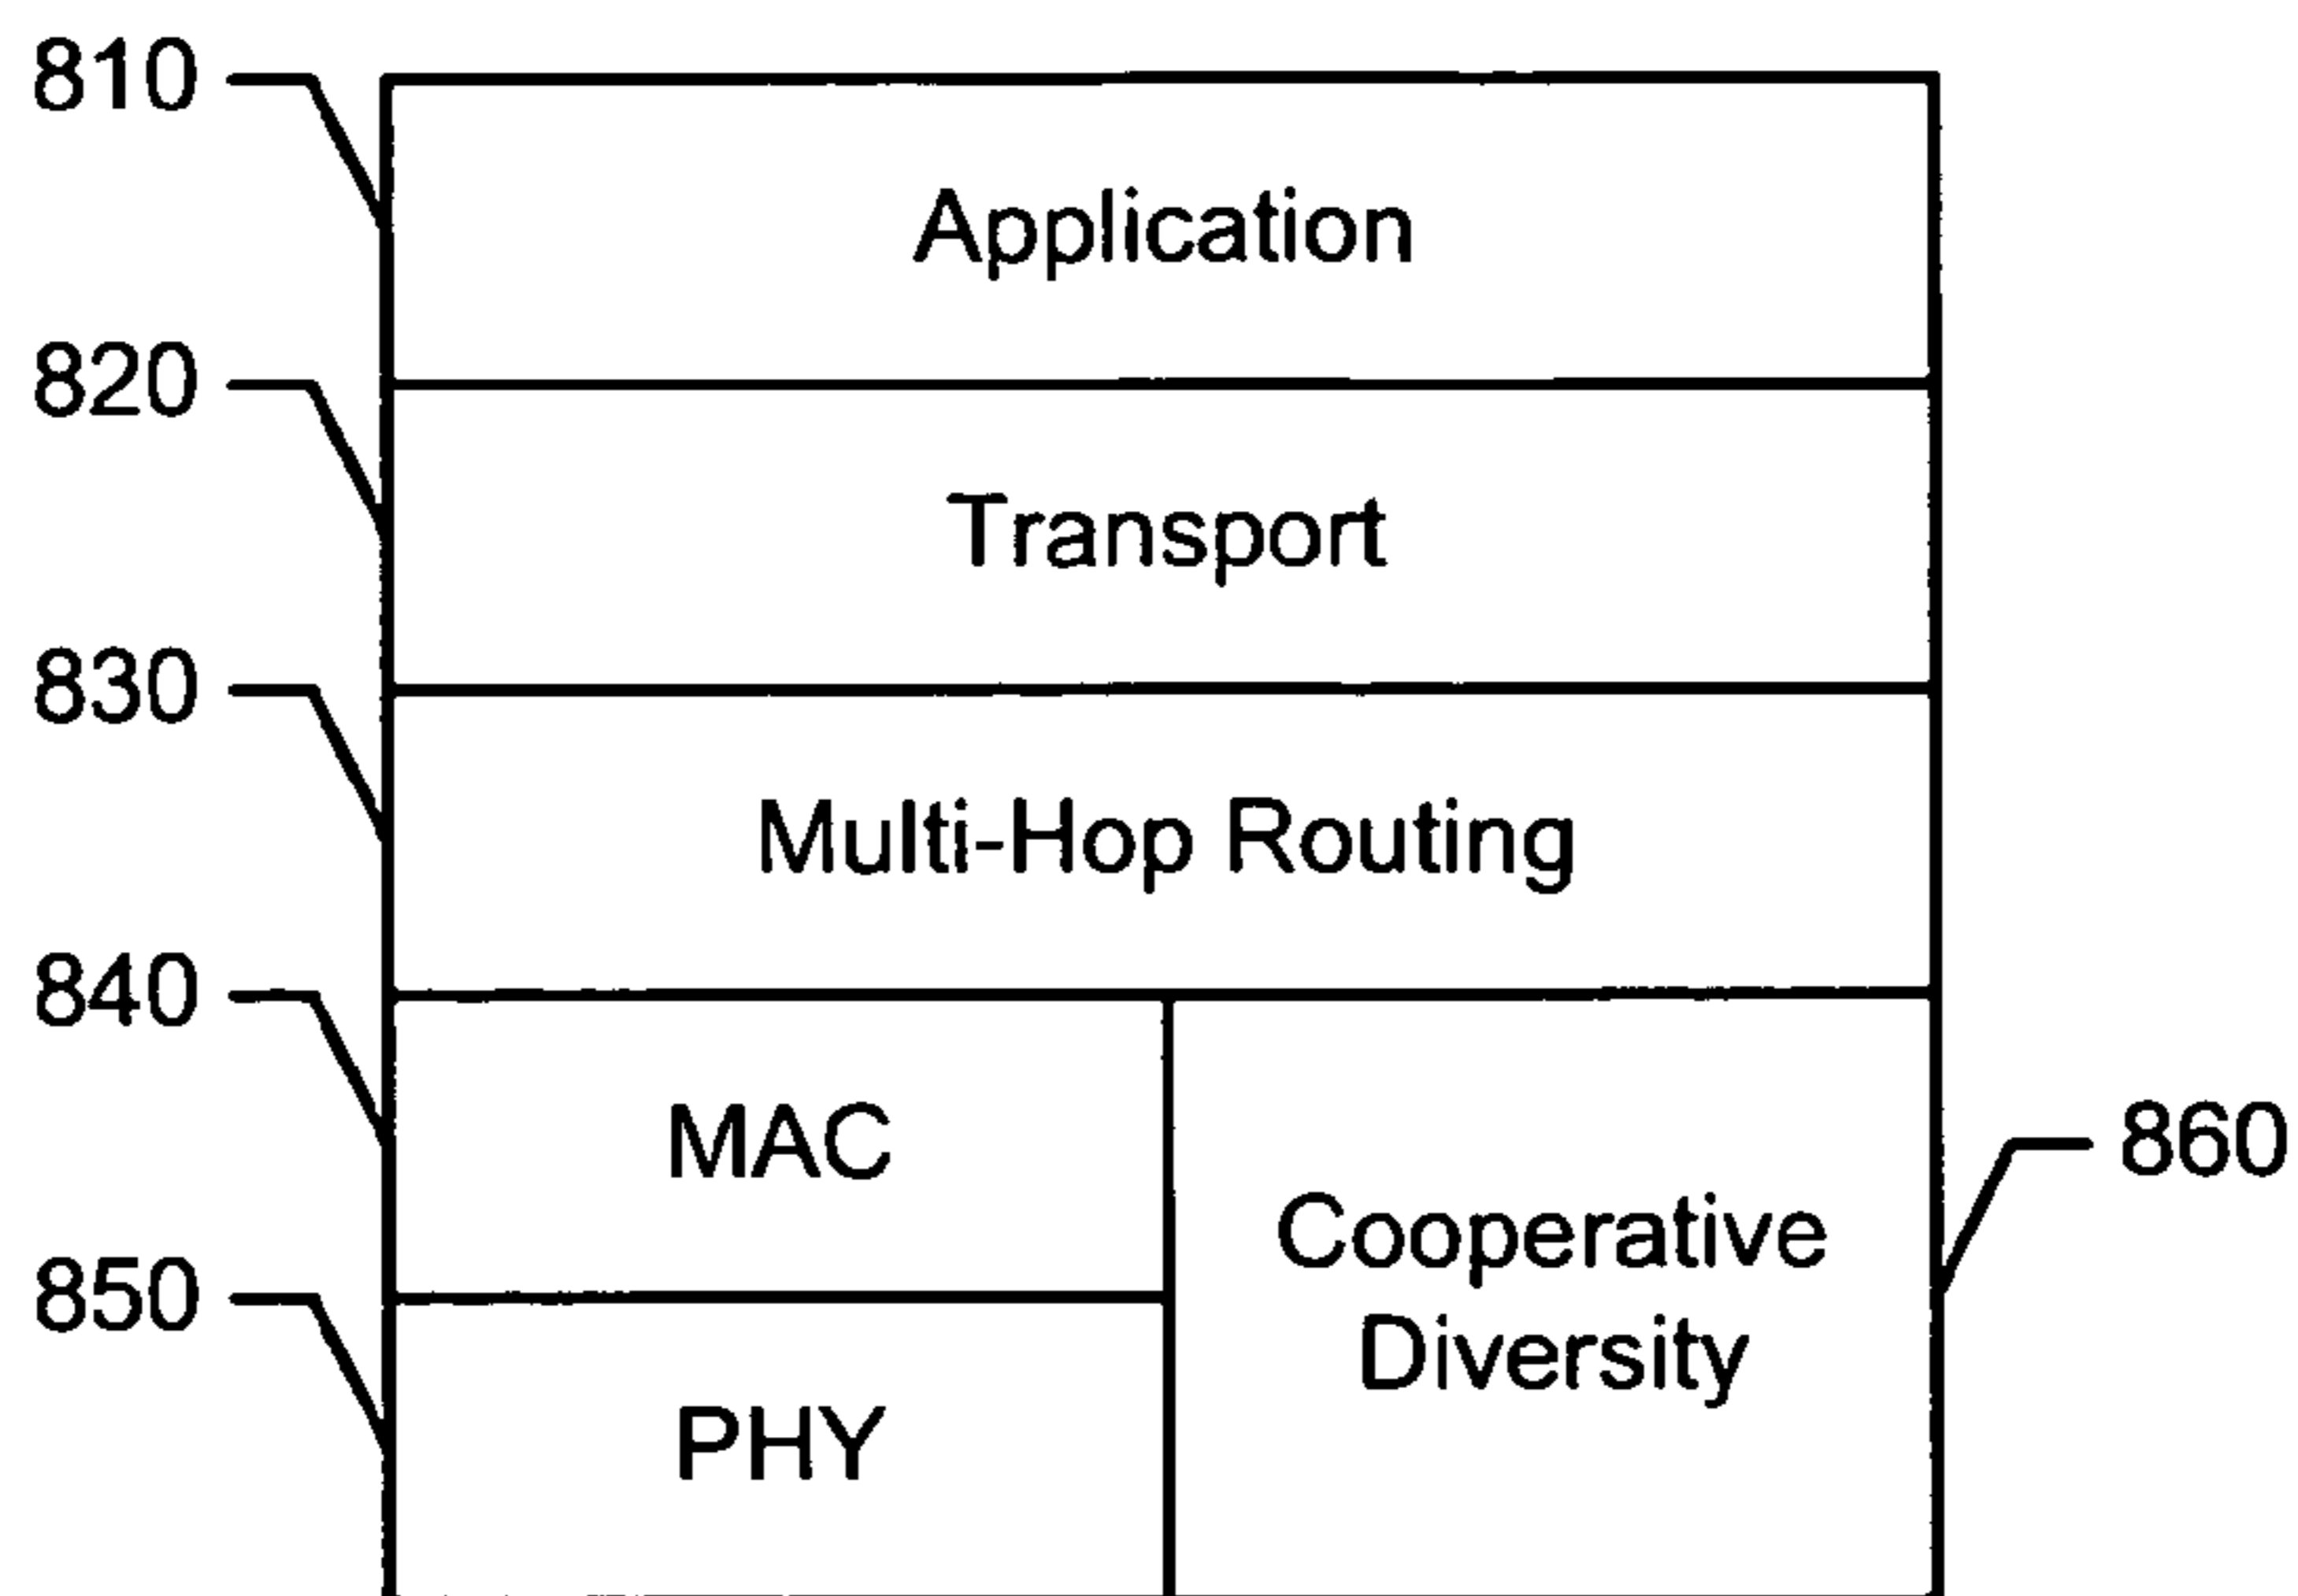 810
Application
820
Transport
830
Multi-Hop Routing
840
MAC
860
Cooperative
Diversity
850
PHY